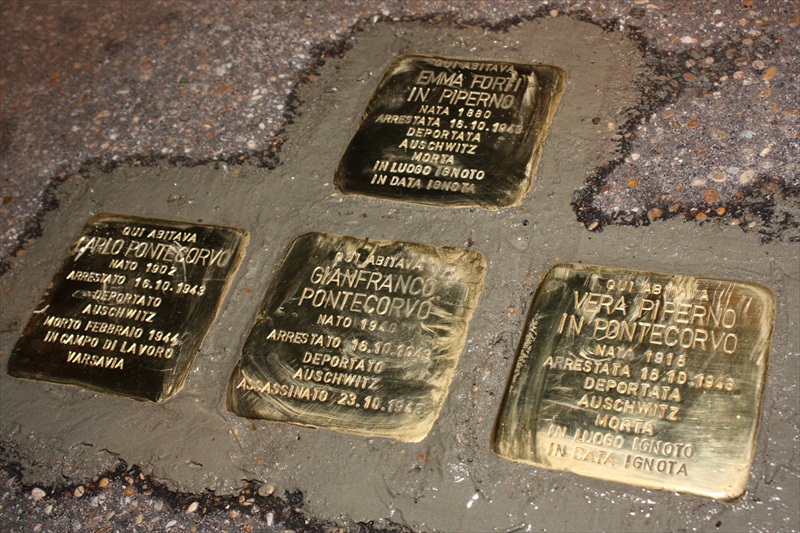 QUI ABITAVA
EMMA FORTI
IN PIPERNO
NATA 1880
ARRESTATA 16.10.1943
DEPORTATA
AUSCHWITZ
MORTA
IN LUOGO IGNOTO
IN DATA IGNOTA
QUI ABITAVA
CARLO PONTECORVO
NATO 1902
ARRESTATO 16.10.1943
DEPORTATO
AUSCHWITZ
MORTO FEBBRAIO 1944
IN CAMPO DI LAVORO
VARSAVIA
QUI ABITAVA
GIANFRANCO
PONTECORVO
NATO 1940
ARRESTATO 16.10.1943
DEPORTATO
AUSCHWITZ
ASSASSINATO 23.10.1943
QUI ABITAVA
VERA PIPERNO
IN PONTECORVO
NATA 1918
ARRESTATA 16.10.1943
DEPORTATA
AUSCHWITZ
MORTA
IN LUOGO IGNOTO
IN DATA IGNOTA